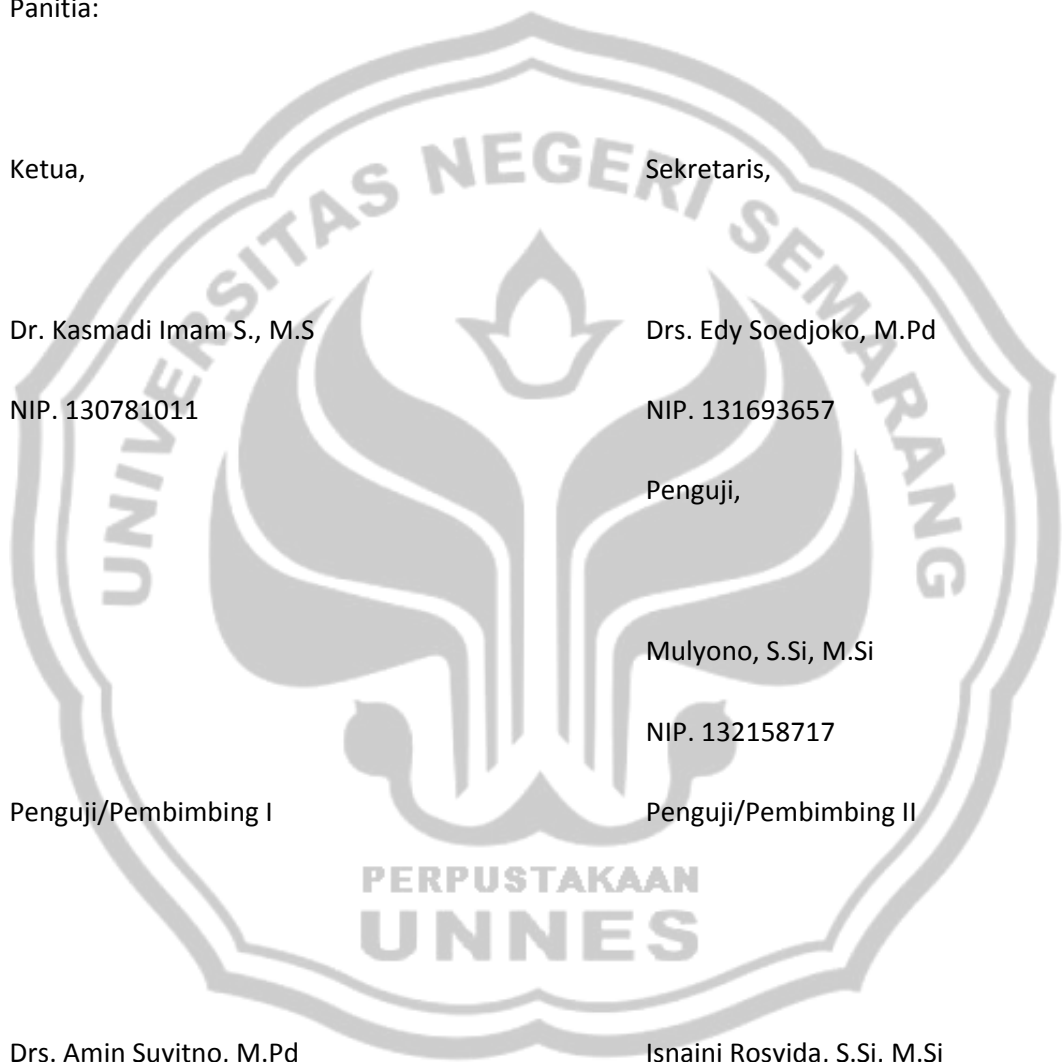 Panitia:
Ketua,
Sekretaris,
Dr. Kasmadi Imam S., M.S
Drs. Edy Soedjoko, M.Pd
NIP. 130781011
NIP. 131693657
Penguji,
Mulyono, S.Si, M.Si
NIP. 132158717
Penguji/Pembimbing I
Penguji/Pembimbing II
Drs. Amin Suyitno, M.Pd
Isnaini Rosyida, S.Si, M.Si
UNIVERSITAS NEGERI SEMARANG
PERPUSTAKAAN
UNNES